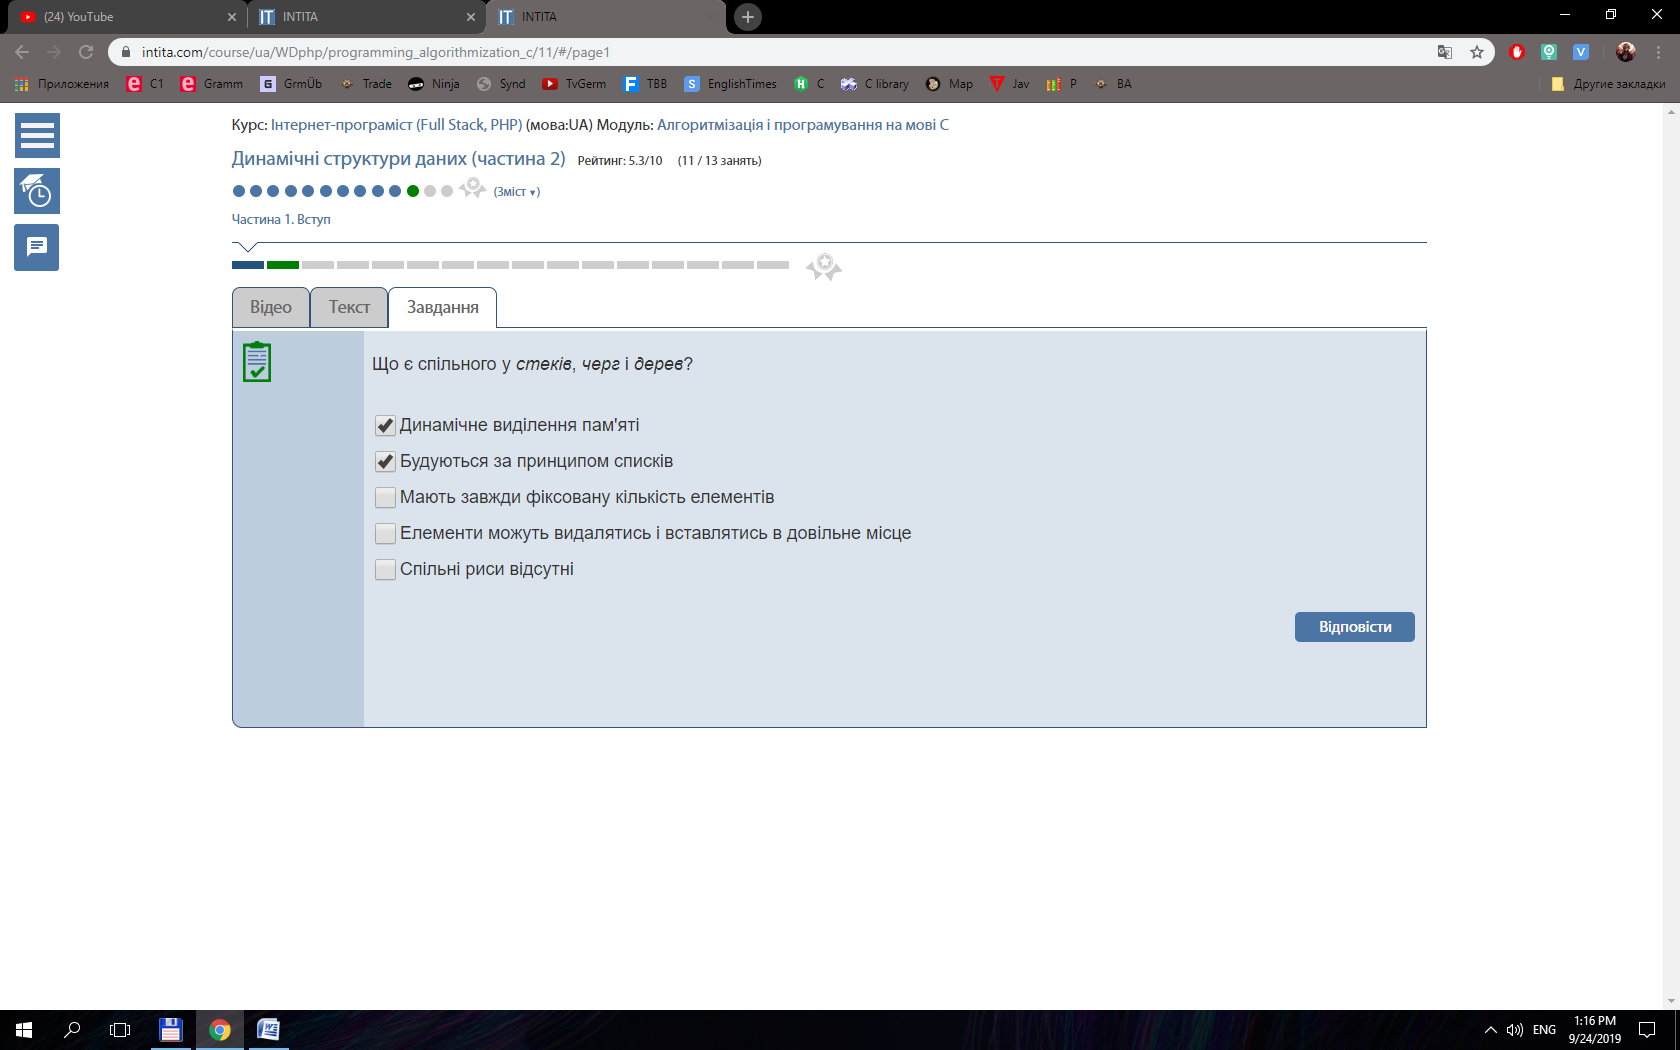 (24) YouTube
INTITA
INTITA
intita.com/course/ua/WDphp/programming_algorithmization_c/11/#/page1
Приложения
C1
Gramm
GrmÜb
Trade
Ninja
Synd
TvGerm
TBB
EnglishTimes
C
C library
Map
Jav
P
BA
Другие закладки
Курс: Інтернет-програміст (Full Stack, PHP) (мова:UA) Модуль: Алгоритмізація і програмування на мові C
Динамічні структури даних (частина 2) Рейтинг: 5.3/10 (11 / 13 занять)
(Зміст ▾)
Частина 1. Вступ
Відео
Текст
Завдання
Що є спільного у стеків, черг і дерев?
Динамічне виділення пам'яті
Будуються за принципом списків
Мають завжди фіксовану кількість елементів
Елементи можуть видалятись і вставлятись в довільне місце
Спільні риси відсутні
Відповісти
ENG
1:16 PM
9/24/2019